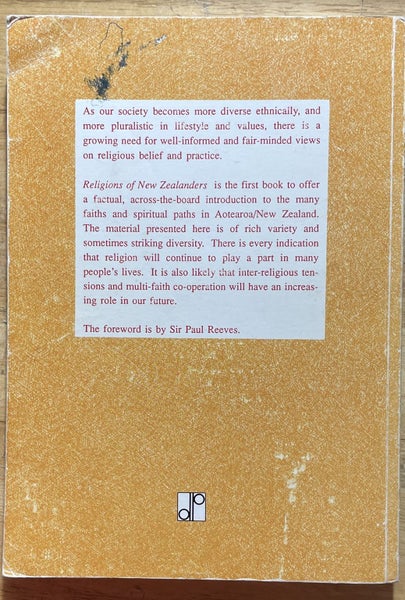 As our society becomes more diverse ethnically, and
more pluralistic in lifestyle and values, there is a
growing need for well-informed and fair-minded views
on religious belief and practice.
Religions of New Zealanders is the first book to offer
a factual, across-the-board introduction to the many
faiths and spiritual paths in Aotearoa/New Zealand.
The material presented here is of rich variety and
sometimes striking diversity. There is every indication
that religion will continue to play a part in many
people's lives. It is also likely that inter-religious ten-
sions and multi-faith co-operation will have an increas-
ing role in our future.
The foreword is by Sir Paul Reeves.
dp